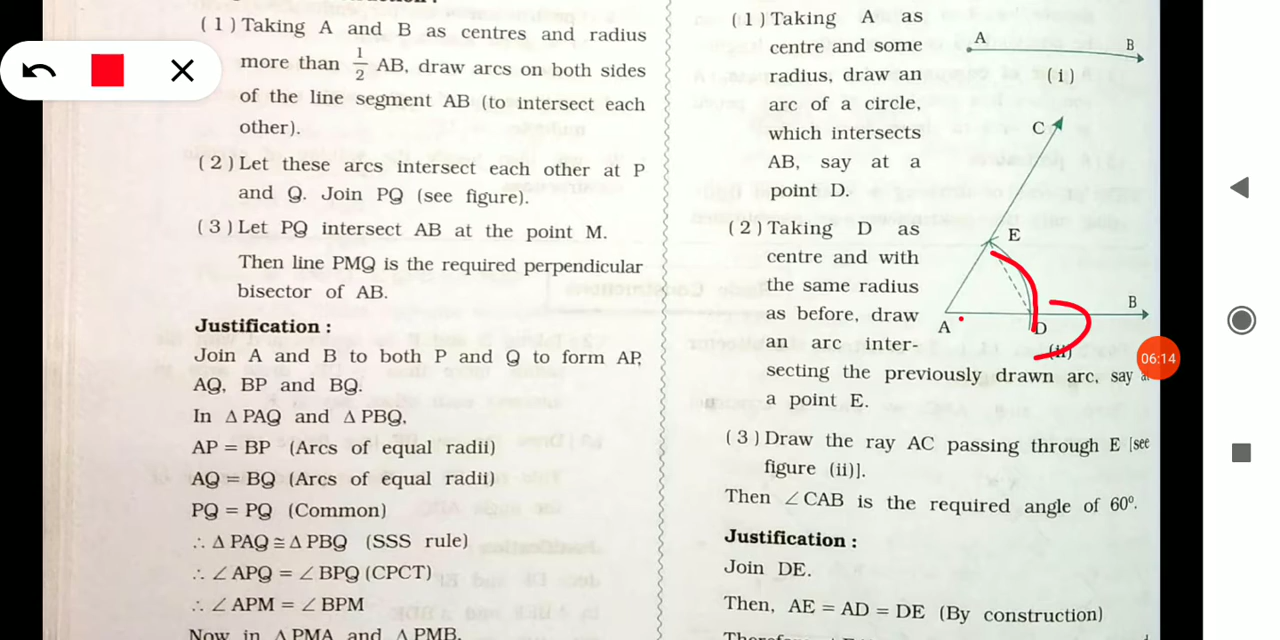 ( 1 ) Taking A and B as centres and radius
more than 1/2 AB, draw arcs on both sides
of the line segment AB (to intersect each
other).
( 2 ) Let these arcs intersect each other at P
and Q. Join PQ (see figure).
( 3 ) Let PQ intersect AB at the point M.
Then line PMQ is the required perpendicular
bisector of AB.
Justification :
Join A and B to both P and Q to form AP,
AQ, BP and BQ.
In Δ PAQ and Δ PBQ,
AP = BP (Arcs of equal radii)
AQ = BQ (Arcs of equal radii)
PQ = PQ (Common)
∴ Δ PAQ ≅ Δ PBQ (SSS rule)
∴ ∠ APQ = ∠ BPQ (CPCT)
∴ ∠ APM = ∠ BPM
Now in Δ PMA and Δ PMB,
( 1 ) Taking A as
centre and some
radius, draw an
arc of a circle,
which intersects
AB, say at a
point D.
( 2 ) Taking D as
centre and with
the same radius
as before, draw
an arc inter-
secting the previously drawn arc, say
a point E.
( 3 ) Draw the ray AC passing through E [see
figure (ii)].
Then ∠ CAB is the required angle of 60°.
Justification :
Join DE.
Then, AE = AD = DE (By construction)
A
B
( i )
C
E
A
D
B
(ii)
06:14